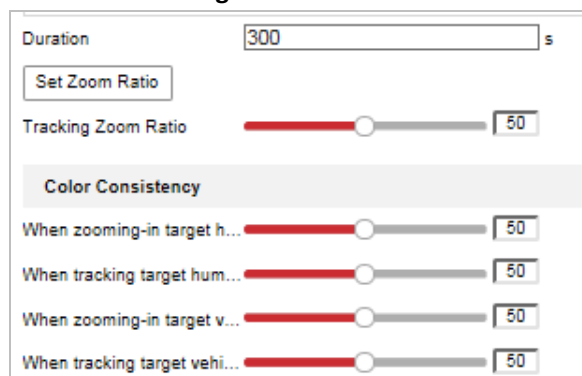 Duration 300 s
Set Zoom Ratio
Tracking Zoom Ratio 50
Color Consistency
When zooming-in target h... 50
When tracking target hum... 50
When zooming-in target v... 50
When tracking target vehi... 50